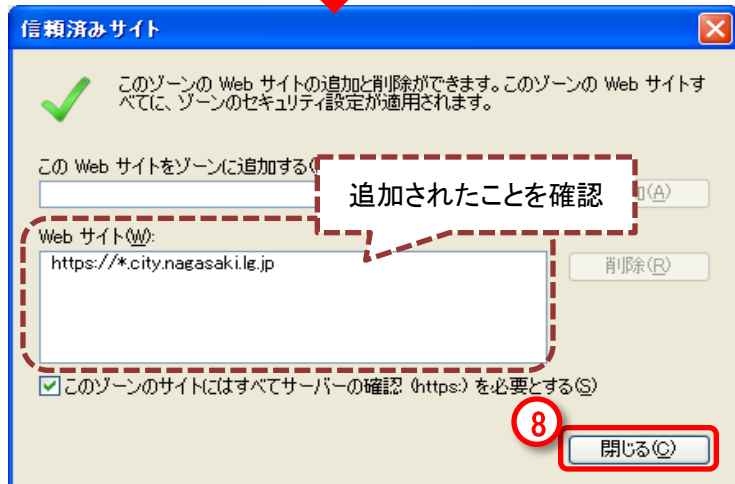 信頼済みサイト
このゾーンの Web サイトの追加と削除ができます。このゾーンの Web サイトす
べてに、ゾーンのセキュリティ設定が適用されます。
この Web サイトをゾーンに追加する(
追加されたことを確認
(A)
Web サイト(W):
https://*.city.nagasaki.lg.jp
削除(R)
このゾーンのサイトにはすべてサーバーの確認 (https:) を必要とする(S)
8
閉じる(C)